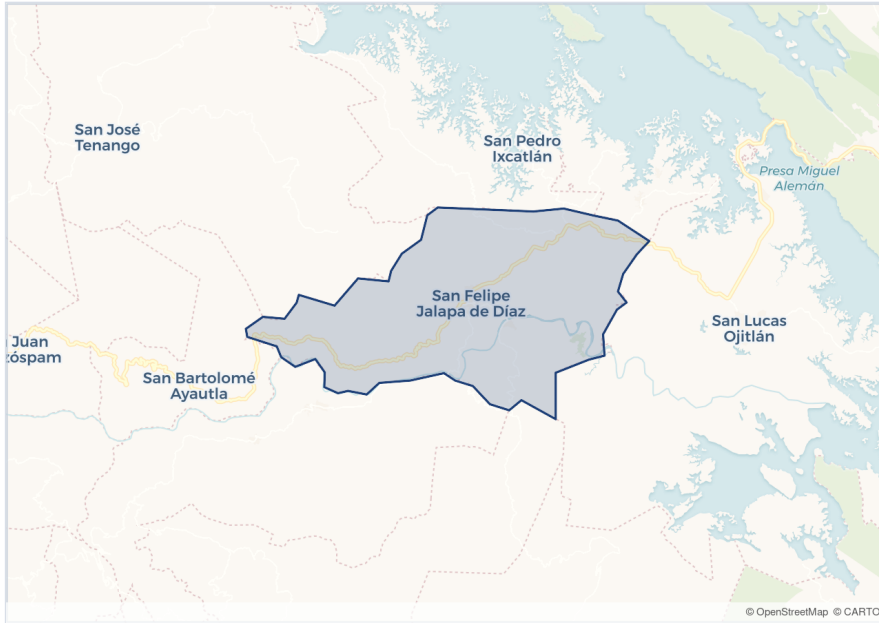 San José
Tenango
San Pedro
Ixcatlán
Presa Miguel
Alemán
San Felipe
Jalapa de Díaz
San Lucas
Ojitlán
Juan
San Bartolomé
Ayautla
© OpenStreetMap © CARTO